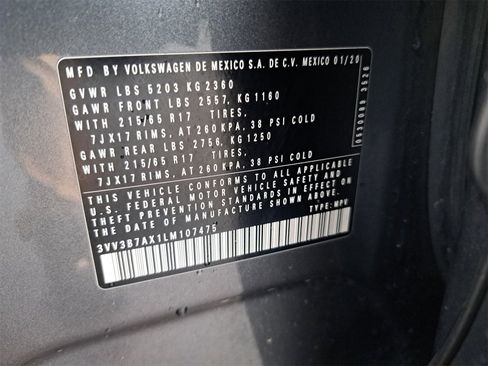 MFD BY VOLKSWAGEN DE MEXICO S.A. DE C.V. MEXICO 01/20
GVWR LBS 5203 KG 2360
GAWR FRONT LBS 2557, KG 1160
WITH 215/65 R17 TIRES.
7JX17 RIMS, AT 260 KPA, 38 PSI COLD
GAWR REAR LBS 2756, KG 1250
WITH 215/65 R17 TIRES.
7JX17 RIMS, AT 260 KPA, 38 PSI COLD
THIS VEHICLE CONFORMS TO ALL APPLICABLE
U.S. FEDERAL MOTOR VEHICLE SAFETY AND
THEFT PREVENTION STANDARDS IN EFFECT ON
THE DATE OF MANUFACTURE SHOWN ABOVE.
3VV3B7AX1LM107475 TYPE: MPV
0530089 3526